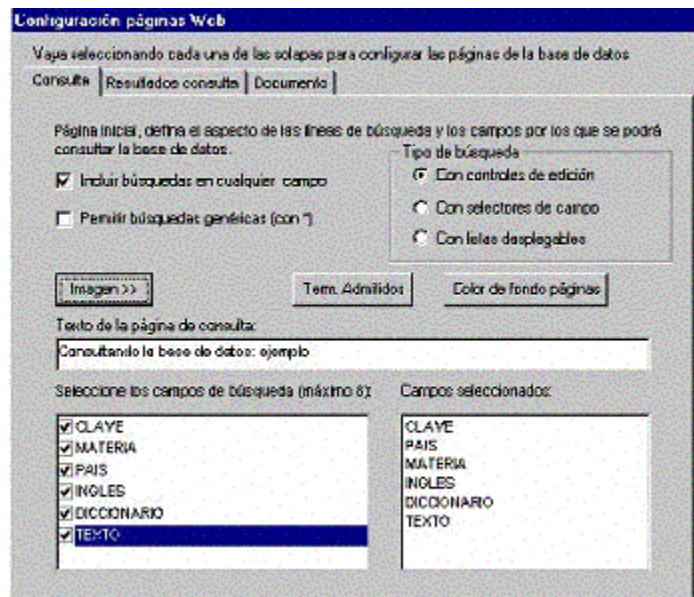 Configuración páginas Web
Vaya seleccionando cada una de las solapas para configurar las páginas de la base de datos
Consulta Resultados consulta Documento
Página inicial, defina el aspecto de las líneas de búsqueda y los campos por los que se podrá
consultar la base de datos.
Tipo de búsqueda
Incluir búsquedas en cualquier campo
Con controles de edición
Permitir búsquedas genéricas (con *)
Con selectores de campo
Con listas desplegables
Imagen >> Term. Admitidos Color de fondo páginas
Texto de la página de consulta:
Consultando la base de datos: ejemplo
Seleccione los campos de búsqueda (máximo 6): Campos seleccionados:
CLAVE
MATERIA
PAIS
INGLES
DICCIONARIO
TEXTO
CLAVE
PAIS
MATERIA
INGLES
DICCIONARIO
TEXTO